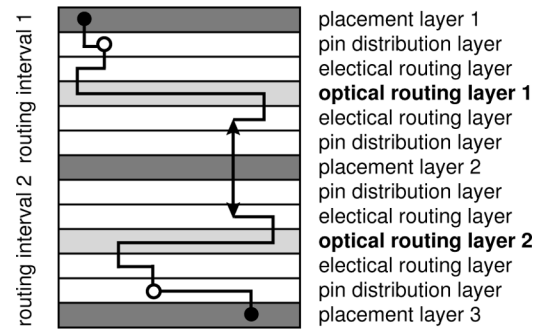 routing interval 1
routing interval 2
placement layer 1
pin distribution layer
electical routing layer
optical routing layer 1
electical routing layer
pin distribution layer
placement layer 2
pin distribution layer
electical routing layer
optical routing layer 2
electical routing layer
pin distribution layer
placement layer 3